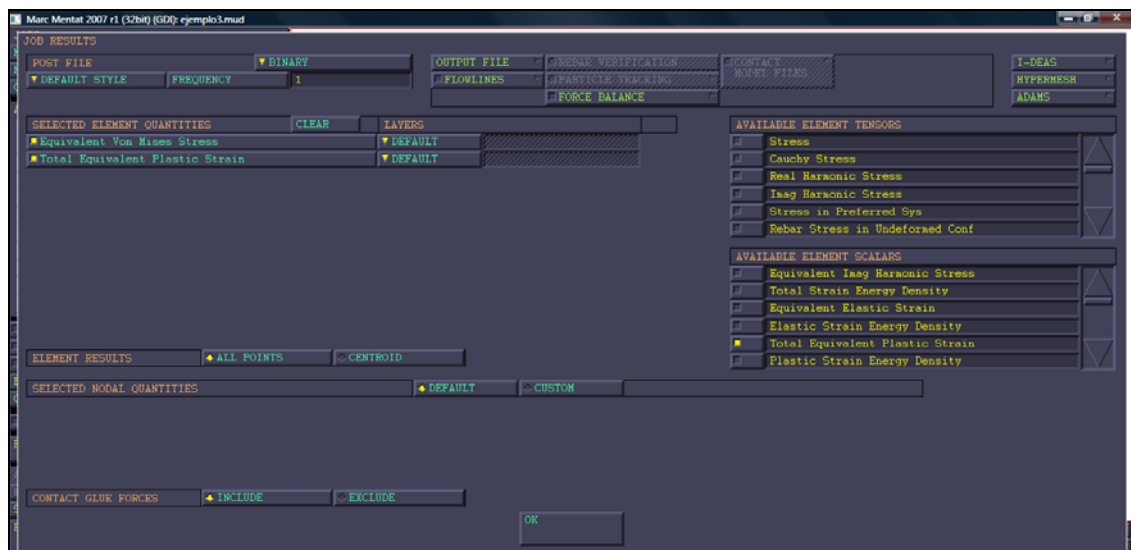 Marc Mentat 2007 r1 (32bit) (GDI): ejemplo3.mud
JOB RESULTS
POST FILE BINARY OUTPUT FILE REBAR VERIFICATION CONTACT MODEL FILES I-DEAS
DEFAULT STYLE FREQUENCY 1 FLOWLINES PARTICLE TRACKING HYPERMESH
FORCE BALANCE ADAMS
SELECTED ELEMENT QUANTITIES CLEAR LAYERS
Equivalent Von Mises Stress DEFAULT
Total Equivalent Plastic Strain DEFAULT
AVAILABLE ELEMENT TENSORS
Stress
Cauchy Stress
Real Harmonic Stress
Imag Harmonic Stress
Stress in Preferred Sys
Rebar Stress in Undeformed Conf
AVAILABLE ELEMENT SCALARS
Equivalent Imag Harmonic Stress
Total Strain Energy Density
Equivalent Elastic Strain
Elastic Strain Energy Density
Total Equivalent Plastic Strain
Plastic Strain Energy Density
ELEMENT RESULTS ALL POINTS CENTROID
SELECTED NODAL QUANTITIES DEFAULT CUSTOM
CONTACT GLUE FORCES INCLUDE EXCLUDE
OK